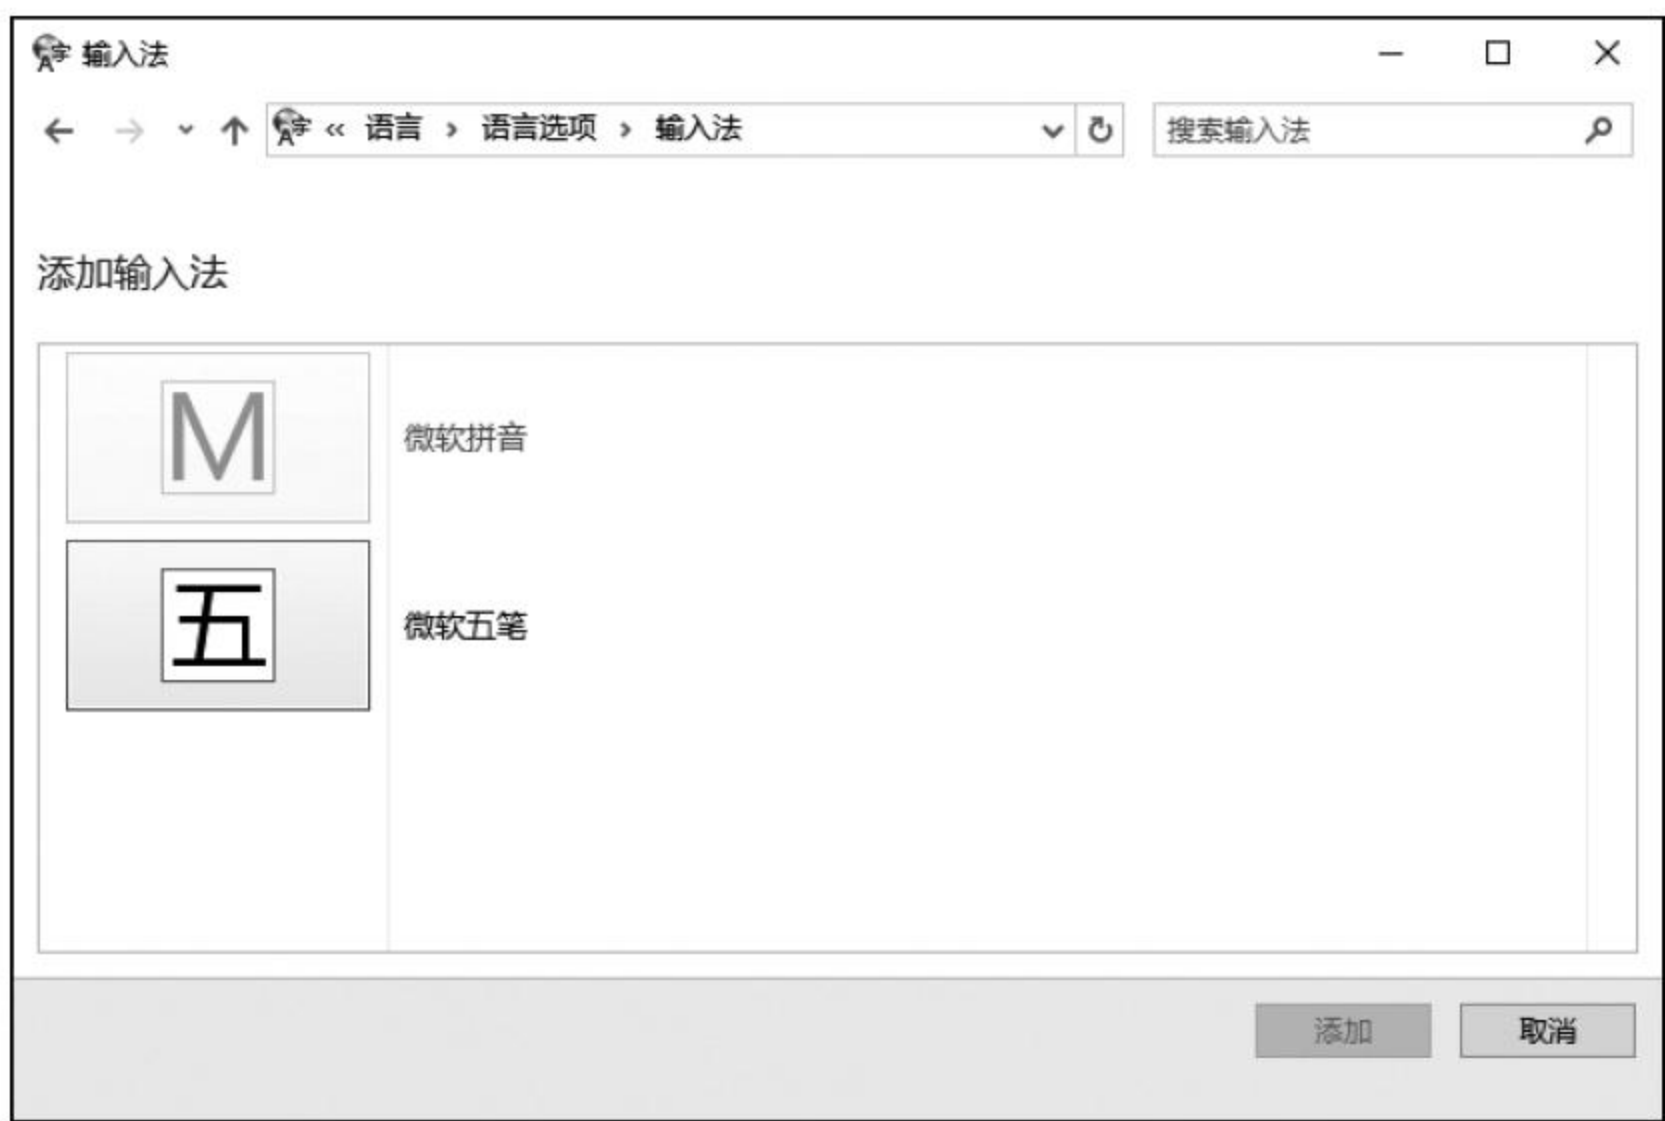 输入法
« 语言 › 语言选项 › 输入法 搜索输入法
添加输入法
M 微软拼音
五 微软五笔
添加 取消